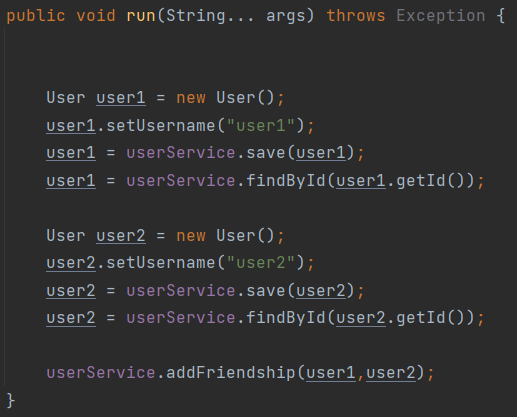 public void run(String... args) throws Exception {
User user1 = new User();
user1.setUsername("user1");
user1 = userService.save(user1);
user1 = userService.findById(user1.getId());
User user2 = new User();
user2.setUsername("user2");
user2 = userService.save(user2);
user2 = userService.findById(user2.getId());
userService.addFriendship(user1,user2);
}